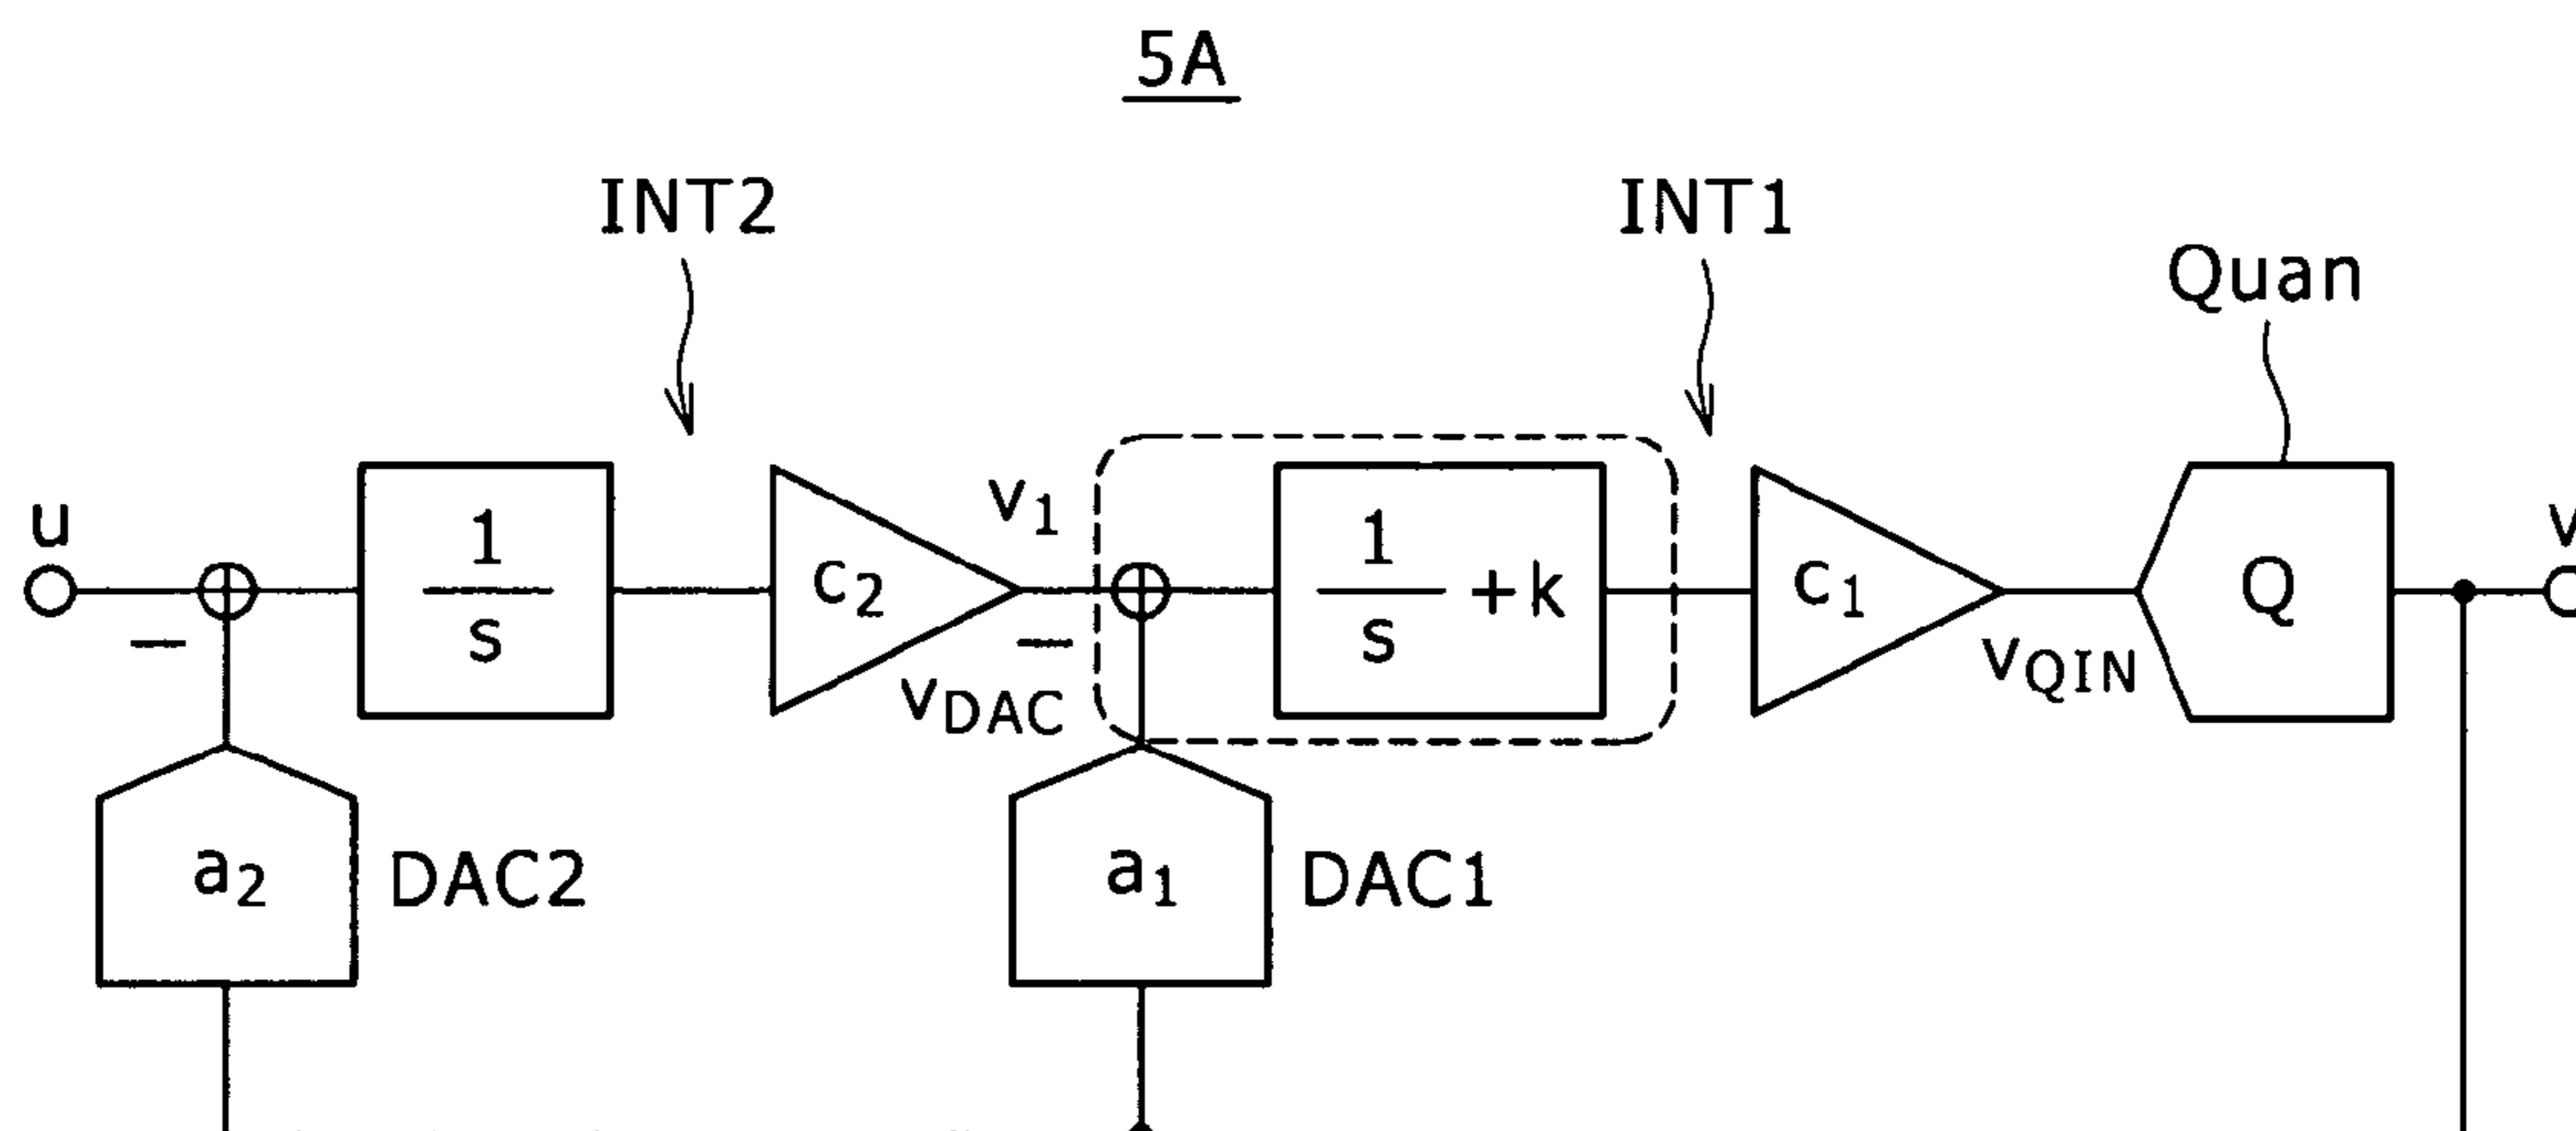 5A
INT2
INT1
Quan
u
1
s
c2
v1
−
−
vDAC
1
s
+k
c1
vQIN
Q
v
a2
DAC2
a1
DAC1